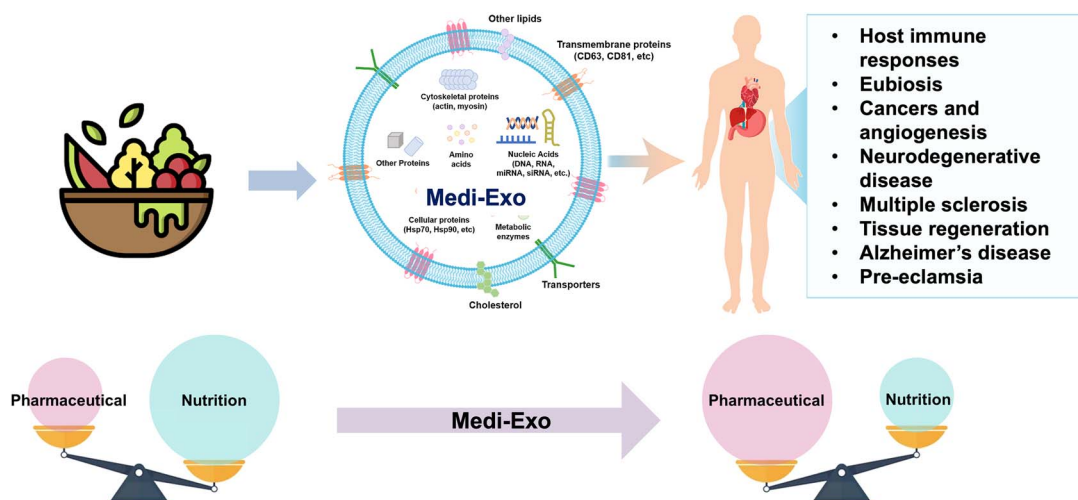 Other lipids
Transmembrane proteins
(CD63, CD81, etc)
Cytoskeletal proteins
(actin, myosin)
Other Proteins
Amino
acids
Nucleic Acids
(DNA, RNA,
miRNA, siRNA, etc.)
Medi-Exo
Cellular proteins
(Hsp70, Hsp90, etc)
Metabolic
enzymes
Transporters
Cholesterol
• Host immune
responses
• Eubiosis
• Cancers and
angiogenesis
• Neurodegenerative
disease
• Multiple sclerosis
• Tissue regeneration
• Alzheimer's disease
• Pre-eclamsia
Pharmaceutical
Nutrition
Medi-Exo
Pharmaceutical
Nutrition